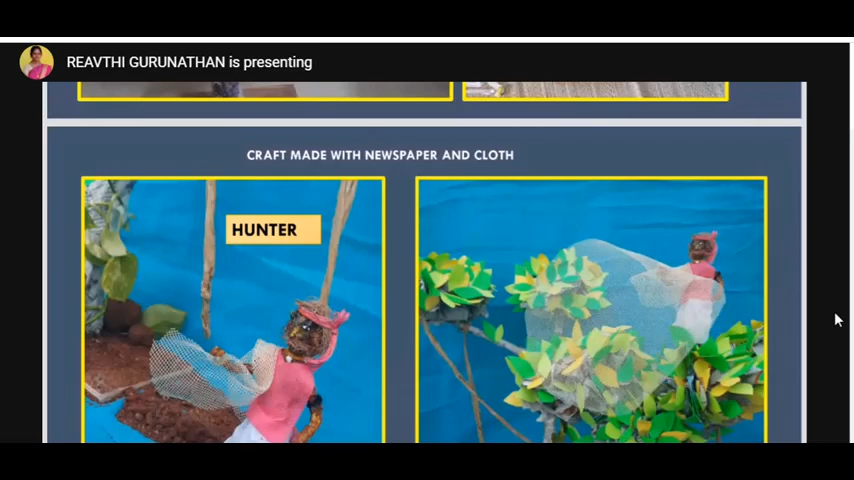 REAVTHI GURUNATHAN is presenting
CRAFT MADE WITH NEWSPAPER AND CLOTH
HUNTER